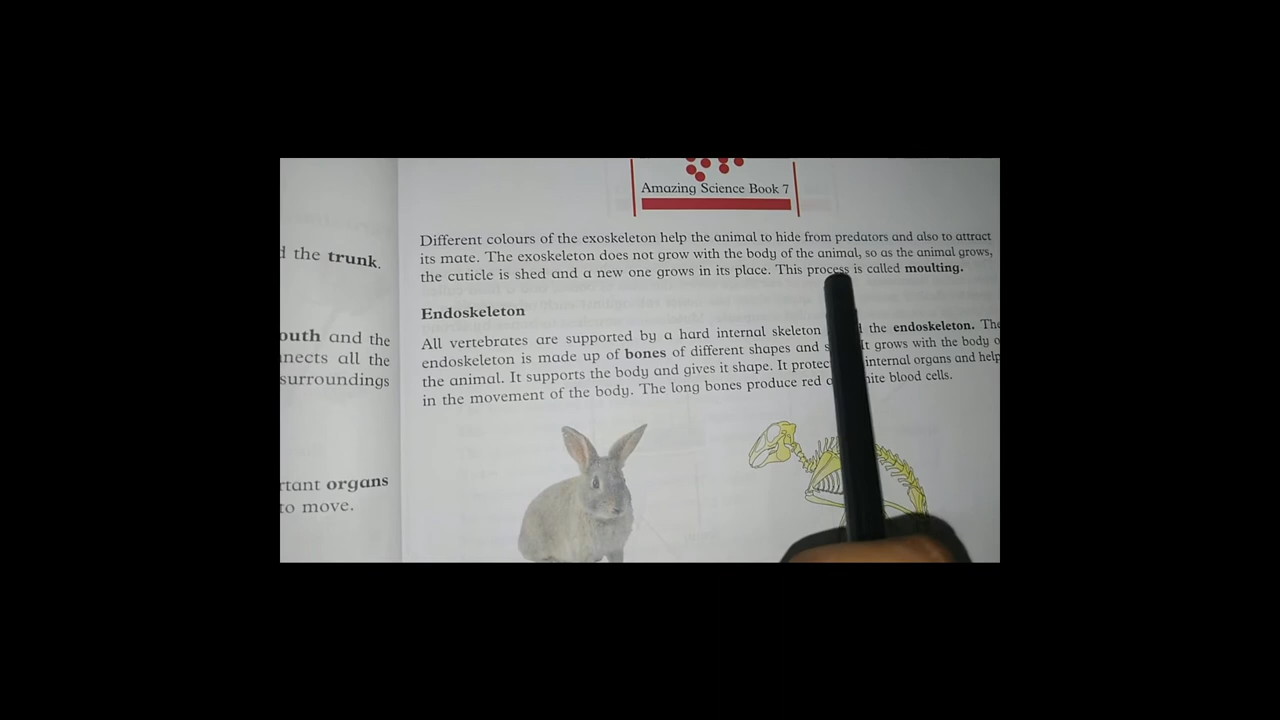 Amazing Science Book 7
d the trunk.
outh and the
nnects all the
surroundings
rtant organs
to move.
Different colours of the exoskeleton help the animal to hide from predators and also to attract
its mate. The exoskeleton does not grow with the body of the animal, so as the animal grows,
the cuticle is shed and a new one grows in its place. This process is called moulting.
Endoskeleton
All vertebrates are supported by a hard internal skeleton the endoskeleton. The
endoskeleton is made up of bones of different shapes and It grows with the body
the animal. It supports the body and gives it shape. It internal organs and help
in the movement of the body. The long bones produce red blood cells.